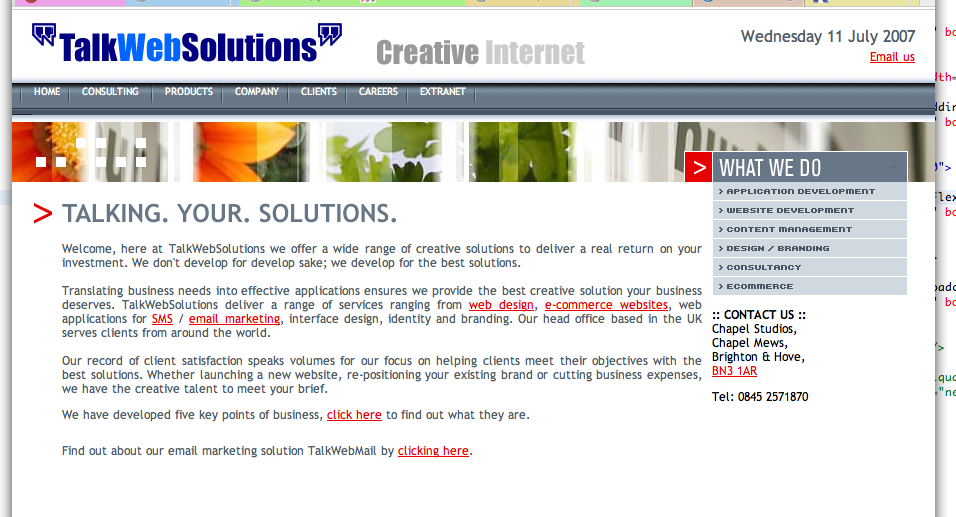 TalkWebSolutions
Creative Internet
Wednesday 11 July 2007
Email us
HOME CONSULTING PRODUCTS COMPANY CLIENTS CAREERS EXTRANET
> WHAT WE DO
> APPLICATION DEVELOPMENT
> WEBSITE DEVELOPMENT
> CONTENT MANAGEMENT
> DESIGN / BRANDING
> CONSULTANCY
> ECOMMERCE
> TALKING. YOUR. SOLUTIONS.
Welcome, here at TalkWebSolutions we offer a wide range of creative solutions to deliver a real return on your
investment. We don't develop for develop sake; we develop for the best solutions.
Translating business needs into effective applications ensures we provide the best creative solution your business
deserves. TalkWebSolutions deliver a range of services ranging from web design, e-commerce websites, web
applications for SMS / email marketing, interface design, identity and branding. Our head office based in the UK
serves clients from around the world.
Our record of client satisfaction speaks volumes for our focus on helping clients meet their objectives with the
best solutions. Whether launching a new website, re-positioning your existing brand or cutting business expenses,
we have the creative talent to meet your brief.
We have developed five key points of business, click here to find out what they are.
Find out about our email marketing solution TalkWebMail by clicking here.
:: CONTACT US ::
Chapel Studios,
Chapel Mews,
Brighton & Hove,
BN3 1AR
Tel: 0845 2571870